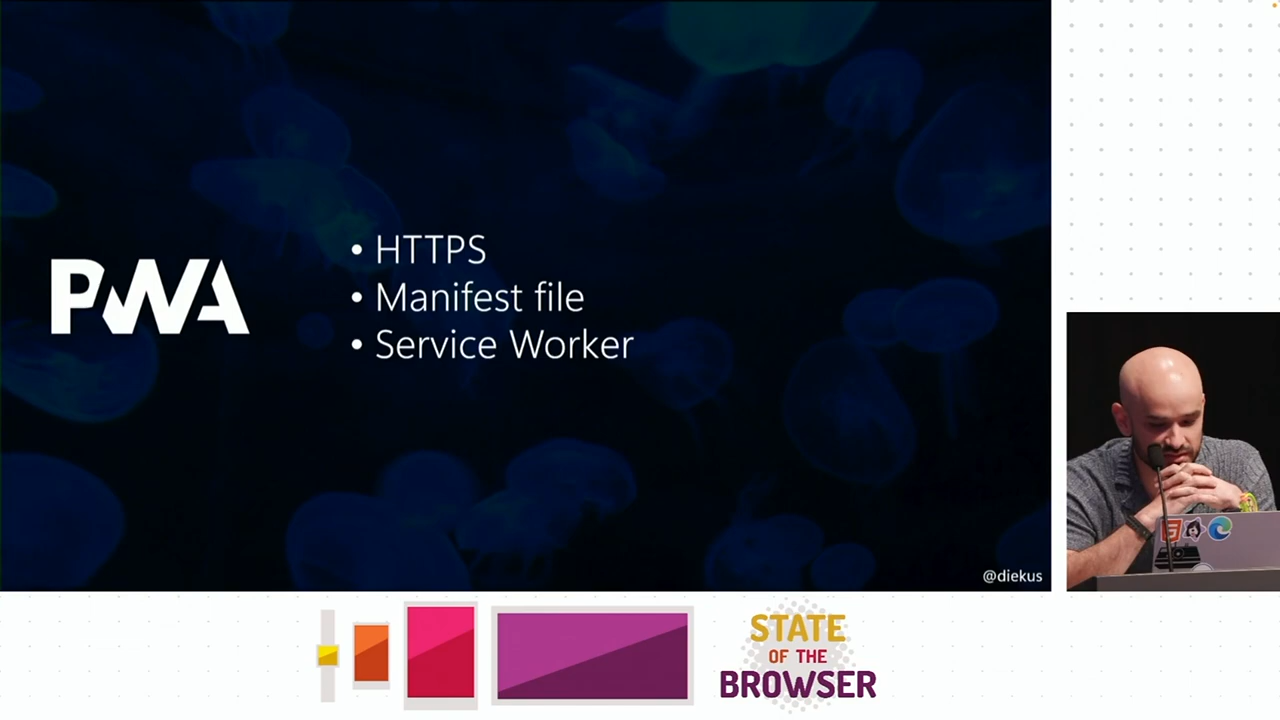 PWA
• HTTPS
• Manifest file
• Service Worker
@diekus
STATE
OF THE
BROWSER